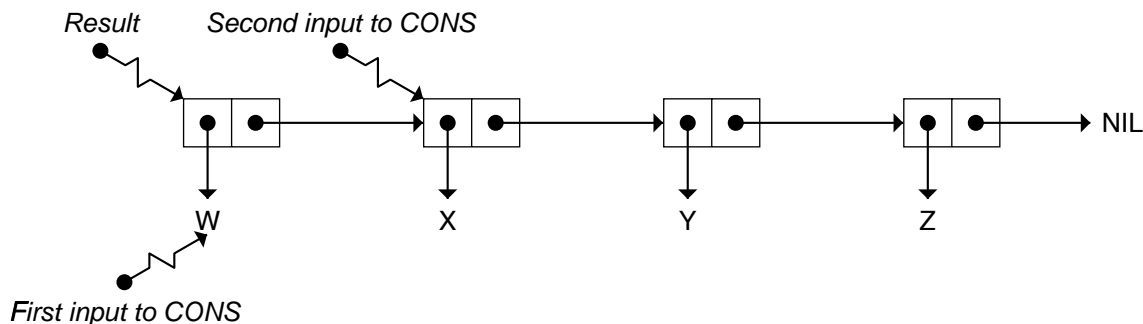 Result Second input to CONS
NIL
W X Y Z
First input to CONS